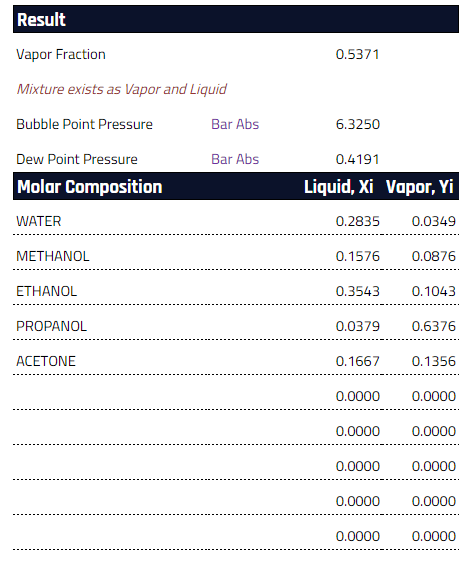 Result
Vapor Fraction 0.5371
Mixture exists as Vapor and Liquid
Bubble Point Pressure Bar Abs 6.3250
Dew Point Pressure Bar Abs 0.4191
Molar Composition Liquid, Xi Vapor, Yi
WATER 0.2835 0.0349
METHANOL 0.1576 0.0876
ETHANOL 0.3543 0.1043
PROPANOL 0.0379 0.6376
ACETONE 0.1667 0.1356
0.0000 0.0000
0.0000 0.0000
0.0000 0.0000
0.0000 0.0000
0.0000 0.0000